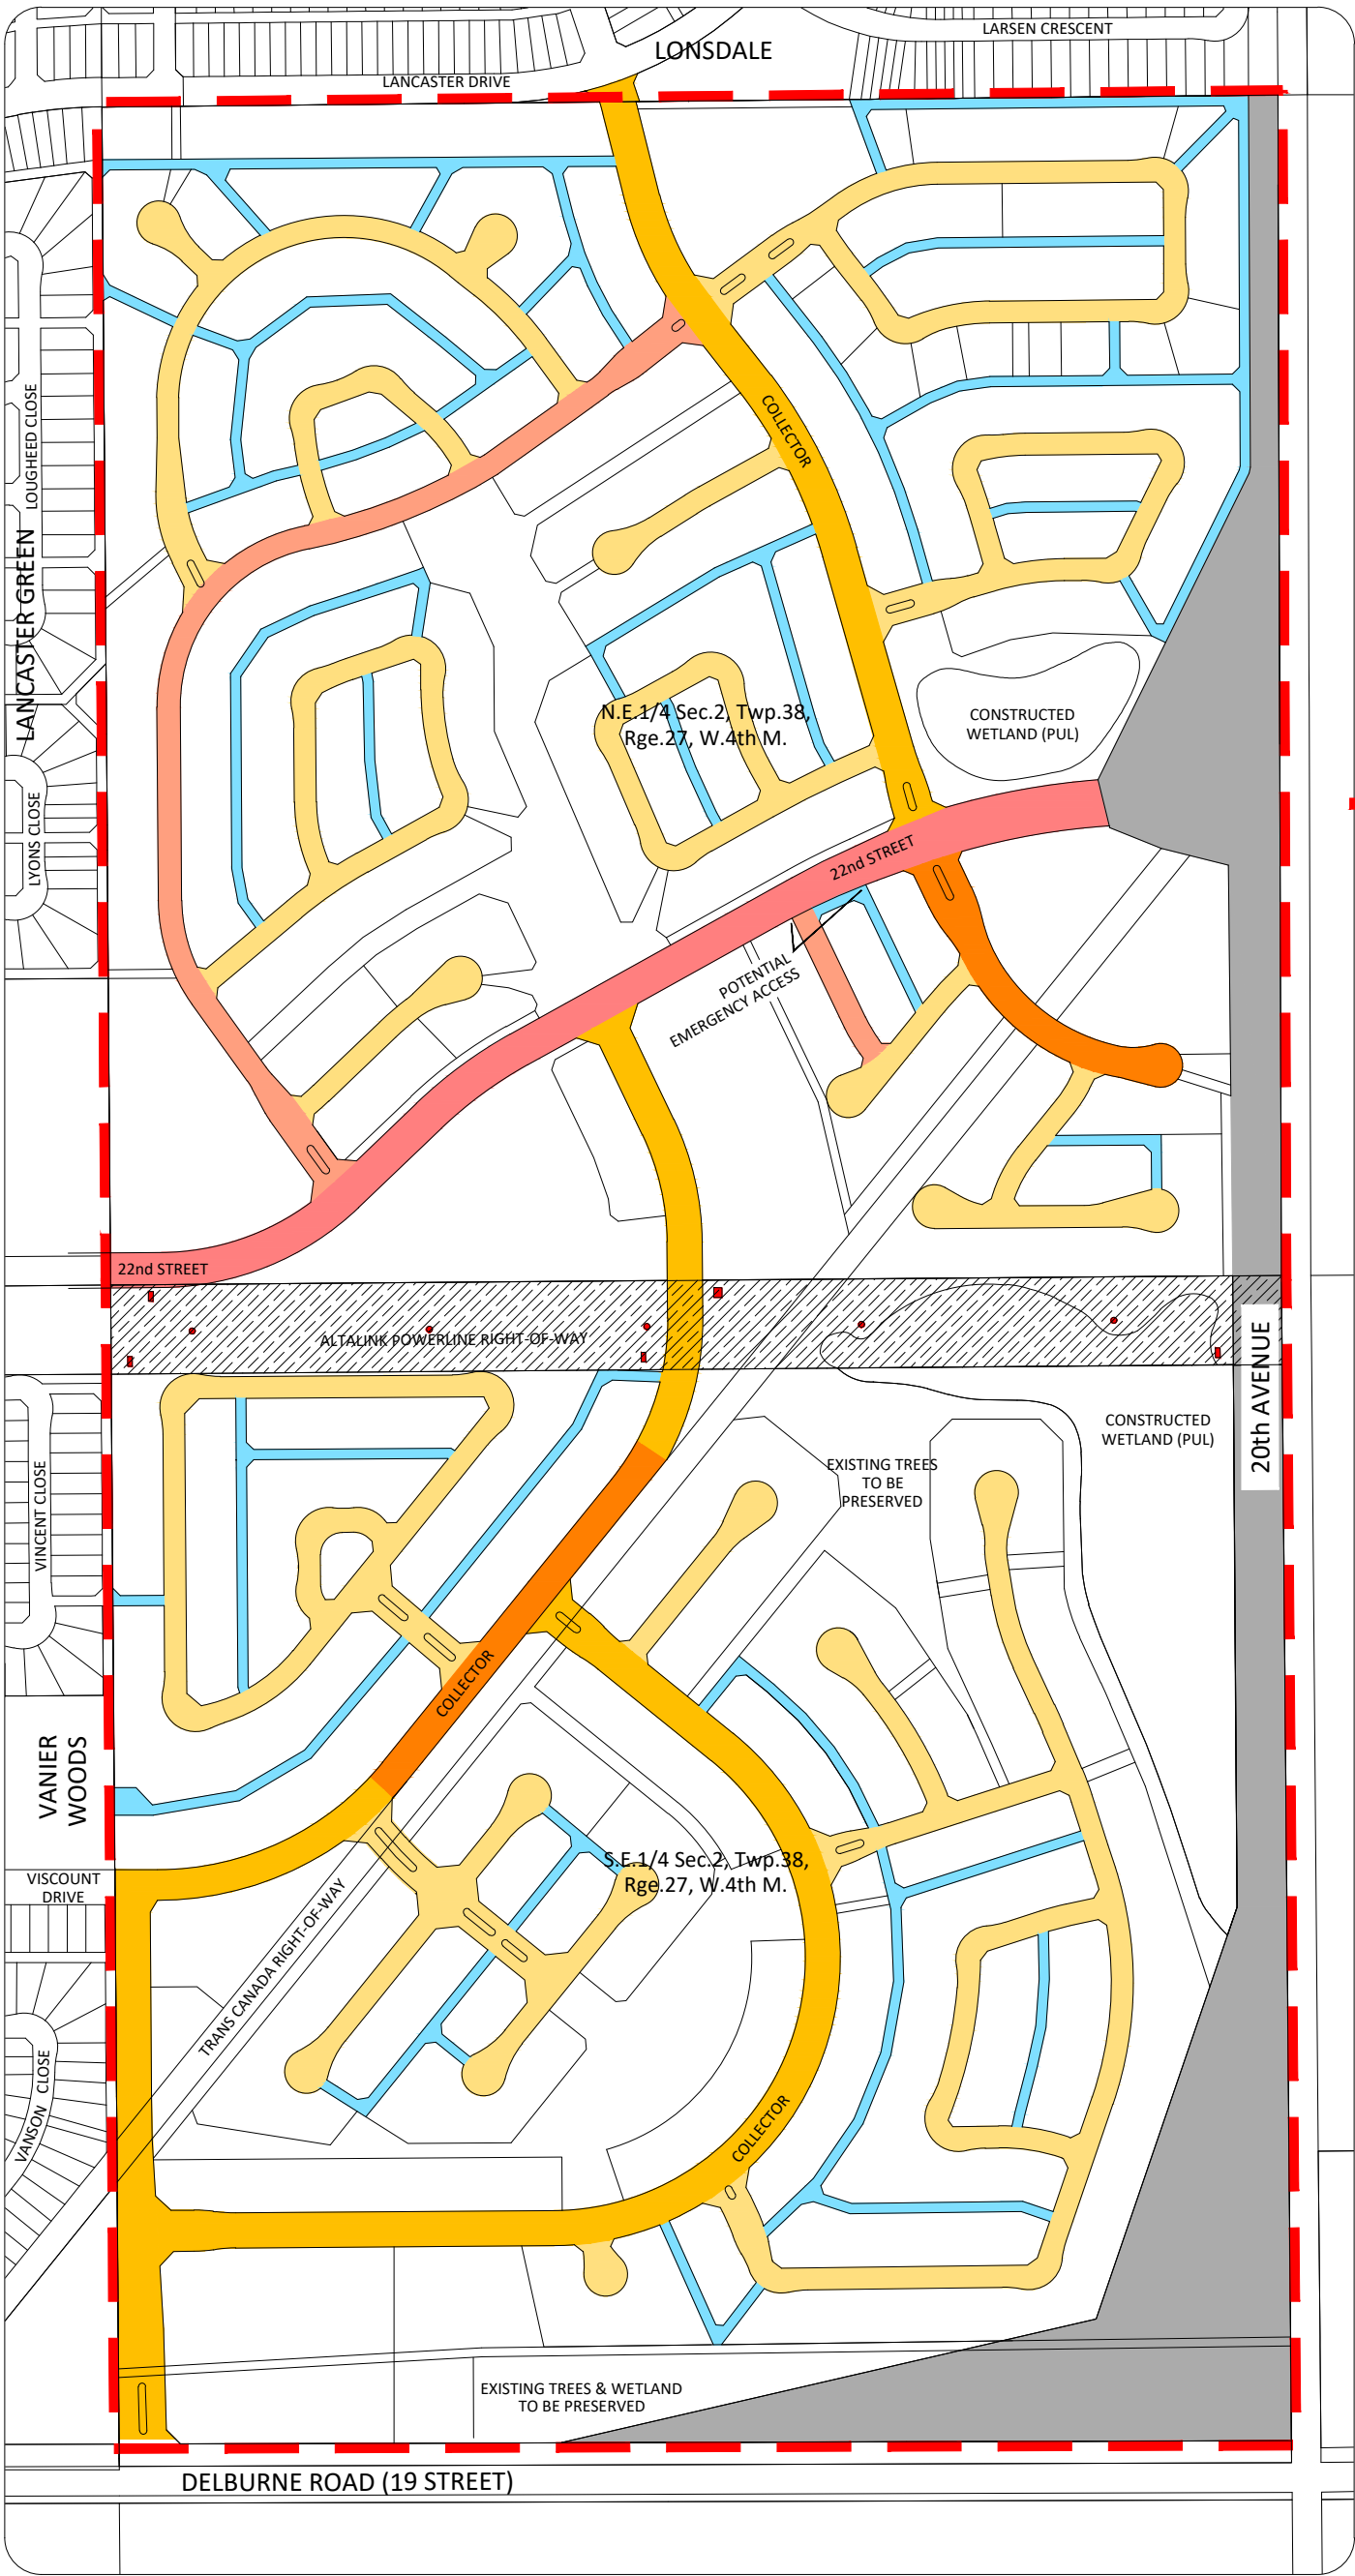 LARSEN CRESCENT
LONSDALE
LANCASTER DRIVE
LOUGHEED CLOSE
LANCASTER GREEN
COLLECTOR
N.E.1/4 Sec.2, Twp.38,
Rge.27, W.4th M.
CONSTRUCTED
WETLAND (PUL)
LYONS CLOSE
22nd STREET
POTENTIAL
EMERGENCY ACCESS
22nd STREET
ALTALINK POWERLINE RIGHT-OF-WAY
20th AVENUE
CONSTRUCTED
WETLAND (PUL)
EXISTING TREES
TO BE
PRESERVED
VINCENT CLOSE
COLLECTOR
VANIER
WOODS
S.E.1/4 Sec.2, Twp.38,
Rge.27, W.4th M.
VISCOUNT
DRIVE
TRANS CANADA RIGHT-OF-WAY
VANSON CLOSE
COLLECTOR
EXISTING TREES & WETLAND
TO BE PRESERVED
DELBURNE ROAD (19 STREET)